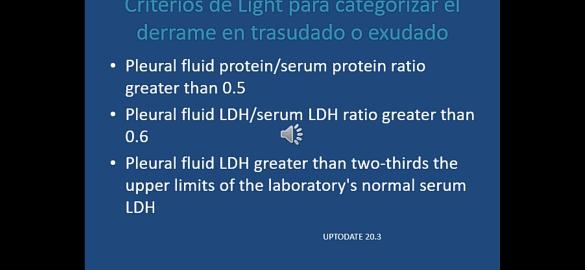 Criterios de Light para categorizar el
derrame en trasudado o exudado
• Pleural fluid protein/serum protein ratio
greater than 0.5
• Pleural fluid LDH/serum LDH ratio greater than
0.6
• Pleural fluid LDH greater than two-thirds the
upper limits of the laboratory's normal serum
LDH
UPTODATE 20.3